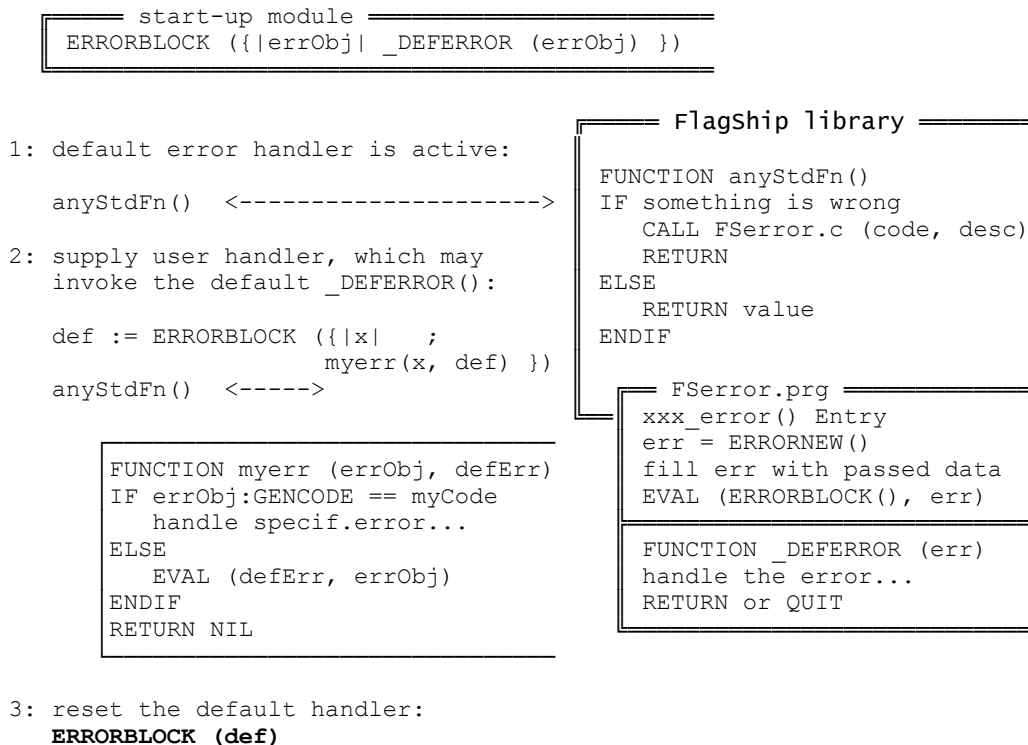 start-up module
ERRORBLOCK ({|errObj| _DEFERROR (errObj) })
1: default error handler is active:
anyStdFn() <--------------------->
2: supply user handler, which may
invoke the default _DEFERROR():
def := ERRORBLOCK ({|x| ;
myerr(x, def) })
anyStdFn() <----->
FUNCTION myerr (errObj, defErr)
IF errObj:GENCODE == myCode
handle specif.error...
ELSE
EVAL (defErr, errObj)
ENDIF
RETURN NIL
FlagShip library
FUNCTION anyStdFn()
IF something is wrong
CALL FSerror.c (code, desc)
RETURN
ELSE
RETURN value
ENDIF
FSerror.prg
xxx_error() Entry
err = ERRORNEW()
fill err with passed data
EVAL (ERRORBLOCK(), err)
FUNCTION _DEFERROR (err)
handle the error...
RETURN or QUIT
3: reset the default handler:
ERRORBLOCK (def)